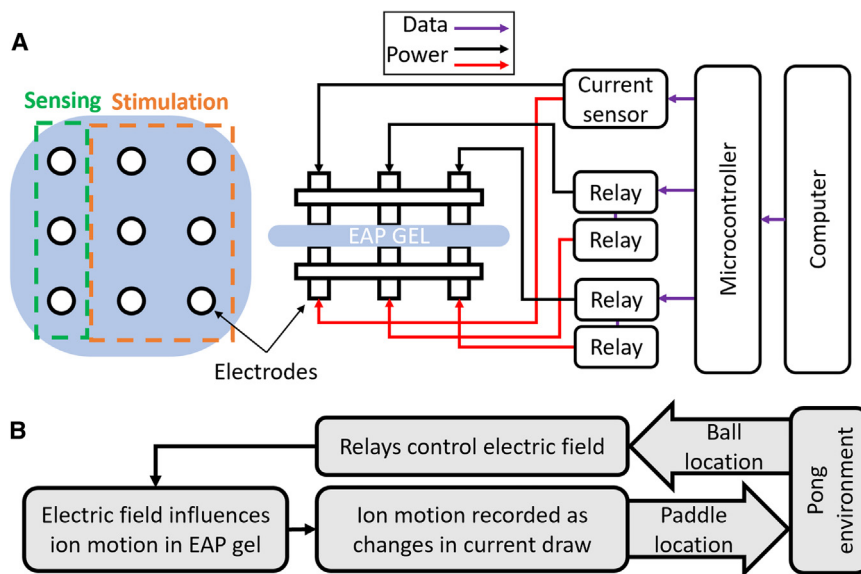 A
Data
Power
Sensing Stimulation
Current
sensor
Relay
Relay
Relay
Relay
Microcontroller
Computer
EAP GEL
Electrodes
B
Relays control electric field
Ball
location
Pong
environment
Electric field influences
ion motion in EAP gel
Ion motion recorded as
changes in current draw
Paddle
location